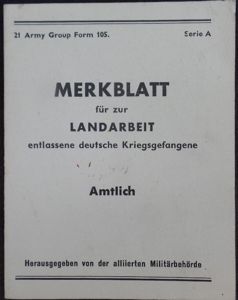 21 Army Group Form 105. Serie A
MERKBLATT
für zur
LANDARBEIT
entlassene deutsche Kriegsgefangene
Amtlich
Herausgegeben von der alliierten Militärbehörde